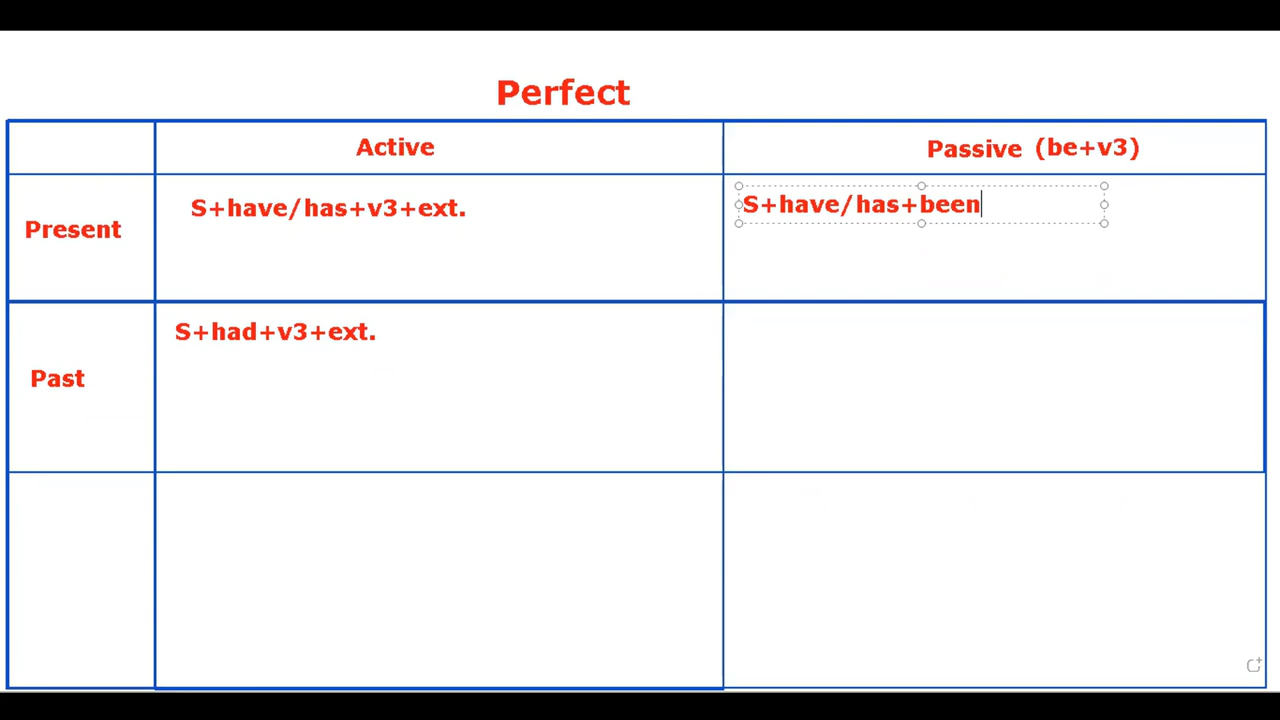 Perfect
Active
Passive (be+v3)
Present
S+have/has+v3+ext.
S+have/has+been
Past
S+had+v3+ext.